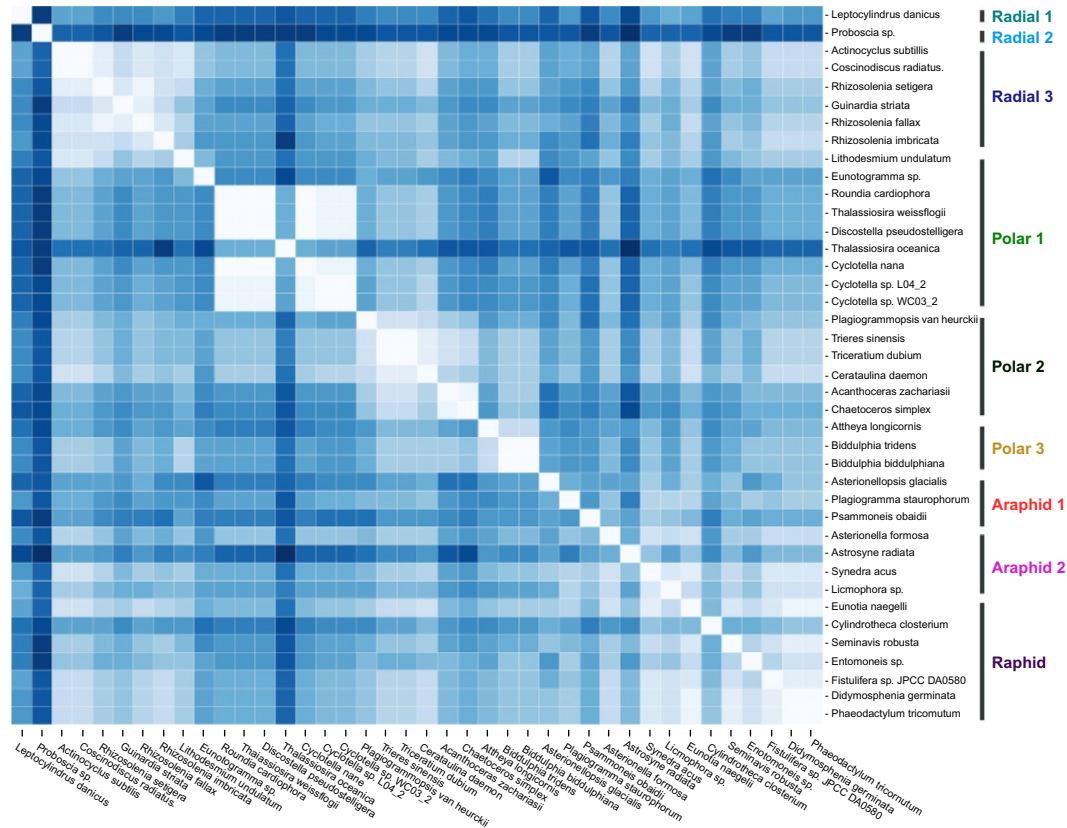 - Leptocylindrus danicus
Radial 1
- Proboscia sp.
Radial 2
- Actinocyclus subtillis
- Coscinodiscus radiatus.
- Rhizosolenia setigera
Radial 3
- Guinardia striata
- Rhizosolenia fallax
- Rhizosolenia imbricata
- Lithodesmium undulatum
- Eunotogramma sp.
- Roundia cardiophora
- Thalassiosira weissflogii
- Discostella pseudostelligera
Polar 1
- Thalassiosira oceanica
- Cyclotella nana
- Cyclotella sp. L04_2
- Cyclotella sp. WC03_2
- Plagiogrammopsis van heurckii
- Trieres sinensis
- Triceratium dubium
Polar 2
- Cerataulina daemon
- Acanthoceras zachariasii
- Chaetoceros simplex
- Attheya longicornis
- Biddulphia tridens
Polar 3
- Biddulphia biddulphiana
- Asterionellopsis glacialis
- Plagiogramma staurophorum
Araphid 1
- Psammoneis obaidii
- Asterionella formosa
- Astrosyne radiata
Araphid 2
- Synedra acus
- Licmophora sp.
- Eunotia naegelli
- Cylindrotheca closterium
- Seminavis robusta
- Entomoneis sp.
Raphid
- Fistulifera sp. JPCC DA0580
- Didymosphenia germinata
- Phaeodactylum tricomutum
Leptocylindrus danicus
Proboscia sp.
Actinocyclus subtilis
Coscinodiscus radiatus.
Rhizosolenia setigera
Guinardia striata
Rhizosolenia fallax
Rhizosolenia imbricata
Lithodesmium undulatum
Eunotogramma sp.
Roundia cardiophora
Thalassiosira weissflogii
Discostella pseudostelligera
Thalassiosira oceanica
Cyclotella nana
Cyclotella sp. L04_2
Cyclotella sp. WC03_2
Plagiogrammopsis van heurckii
Trieres sinensis
Triceratium dubium
Cerataulina daemon
Acanthoceras zachariasii
Chaetoceros simplex
Attheya longicornis
Biddulphia tridens
Biddulphia biddulphiana
Asterionellopsis glacialis
Plagiogramma staurophorum
Psammoneis obaidii
Asterionella formosa
Astrosyne radiata
Synedra acus
Licmophora sp.
Eunotia naegelii
Cylindrotheca closterium
Seminavis robusta
Entomoneis sp.
Fistulifera sp. JPCC DA0580
Didymosphenia germinata
Phaeodactylum tricornutum